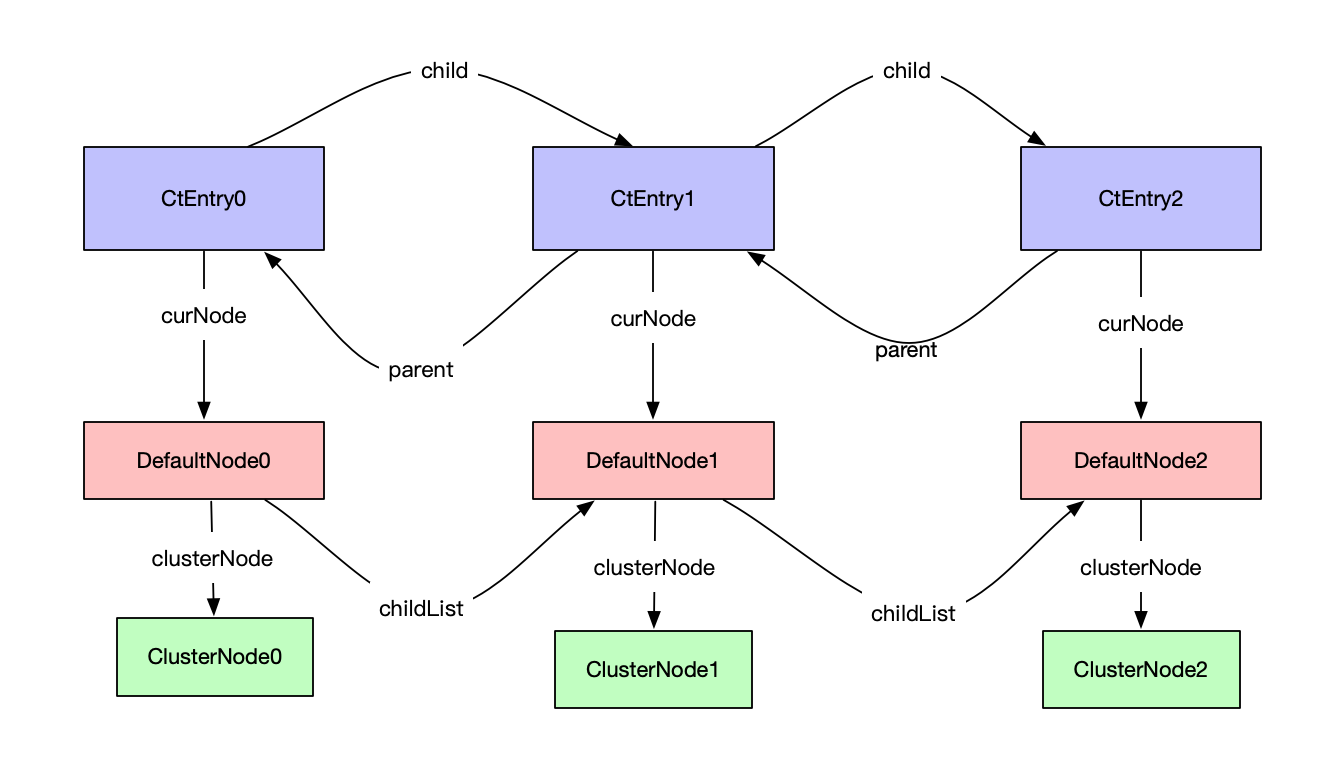 child
child
CtEntry0
CtEntry1
CtEntry2
curNode
curNode
curNode
parent
parent
DefaultNode0
DefaultNode1
DefaultNode2
clusterNode
clusterNode
clusterNode
childList
childList
ClusterNode0
ClusterNode1
ClusterNode2